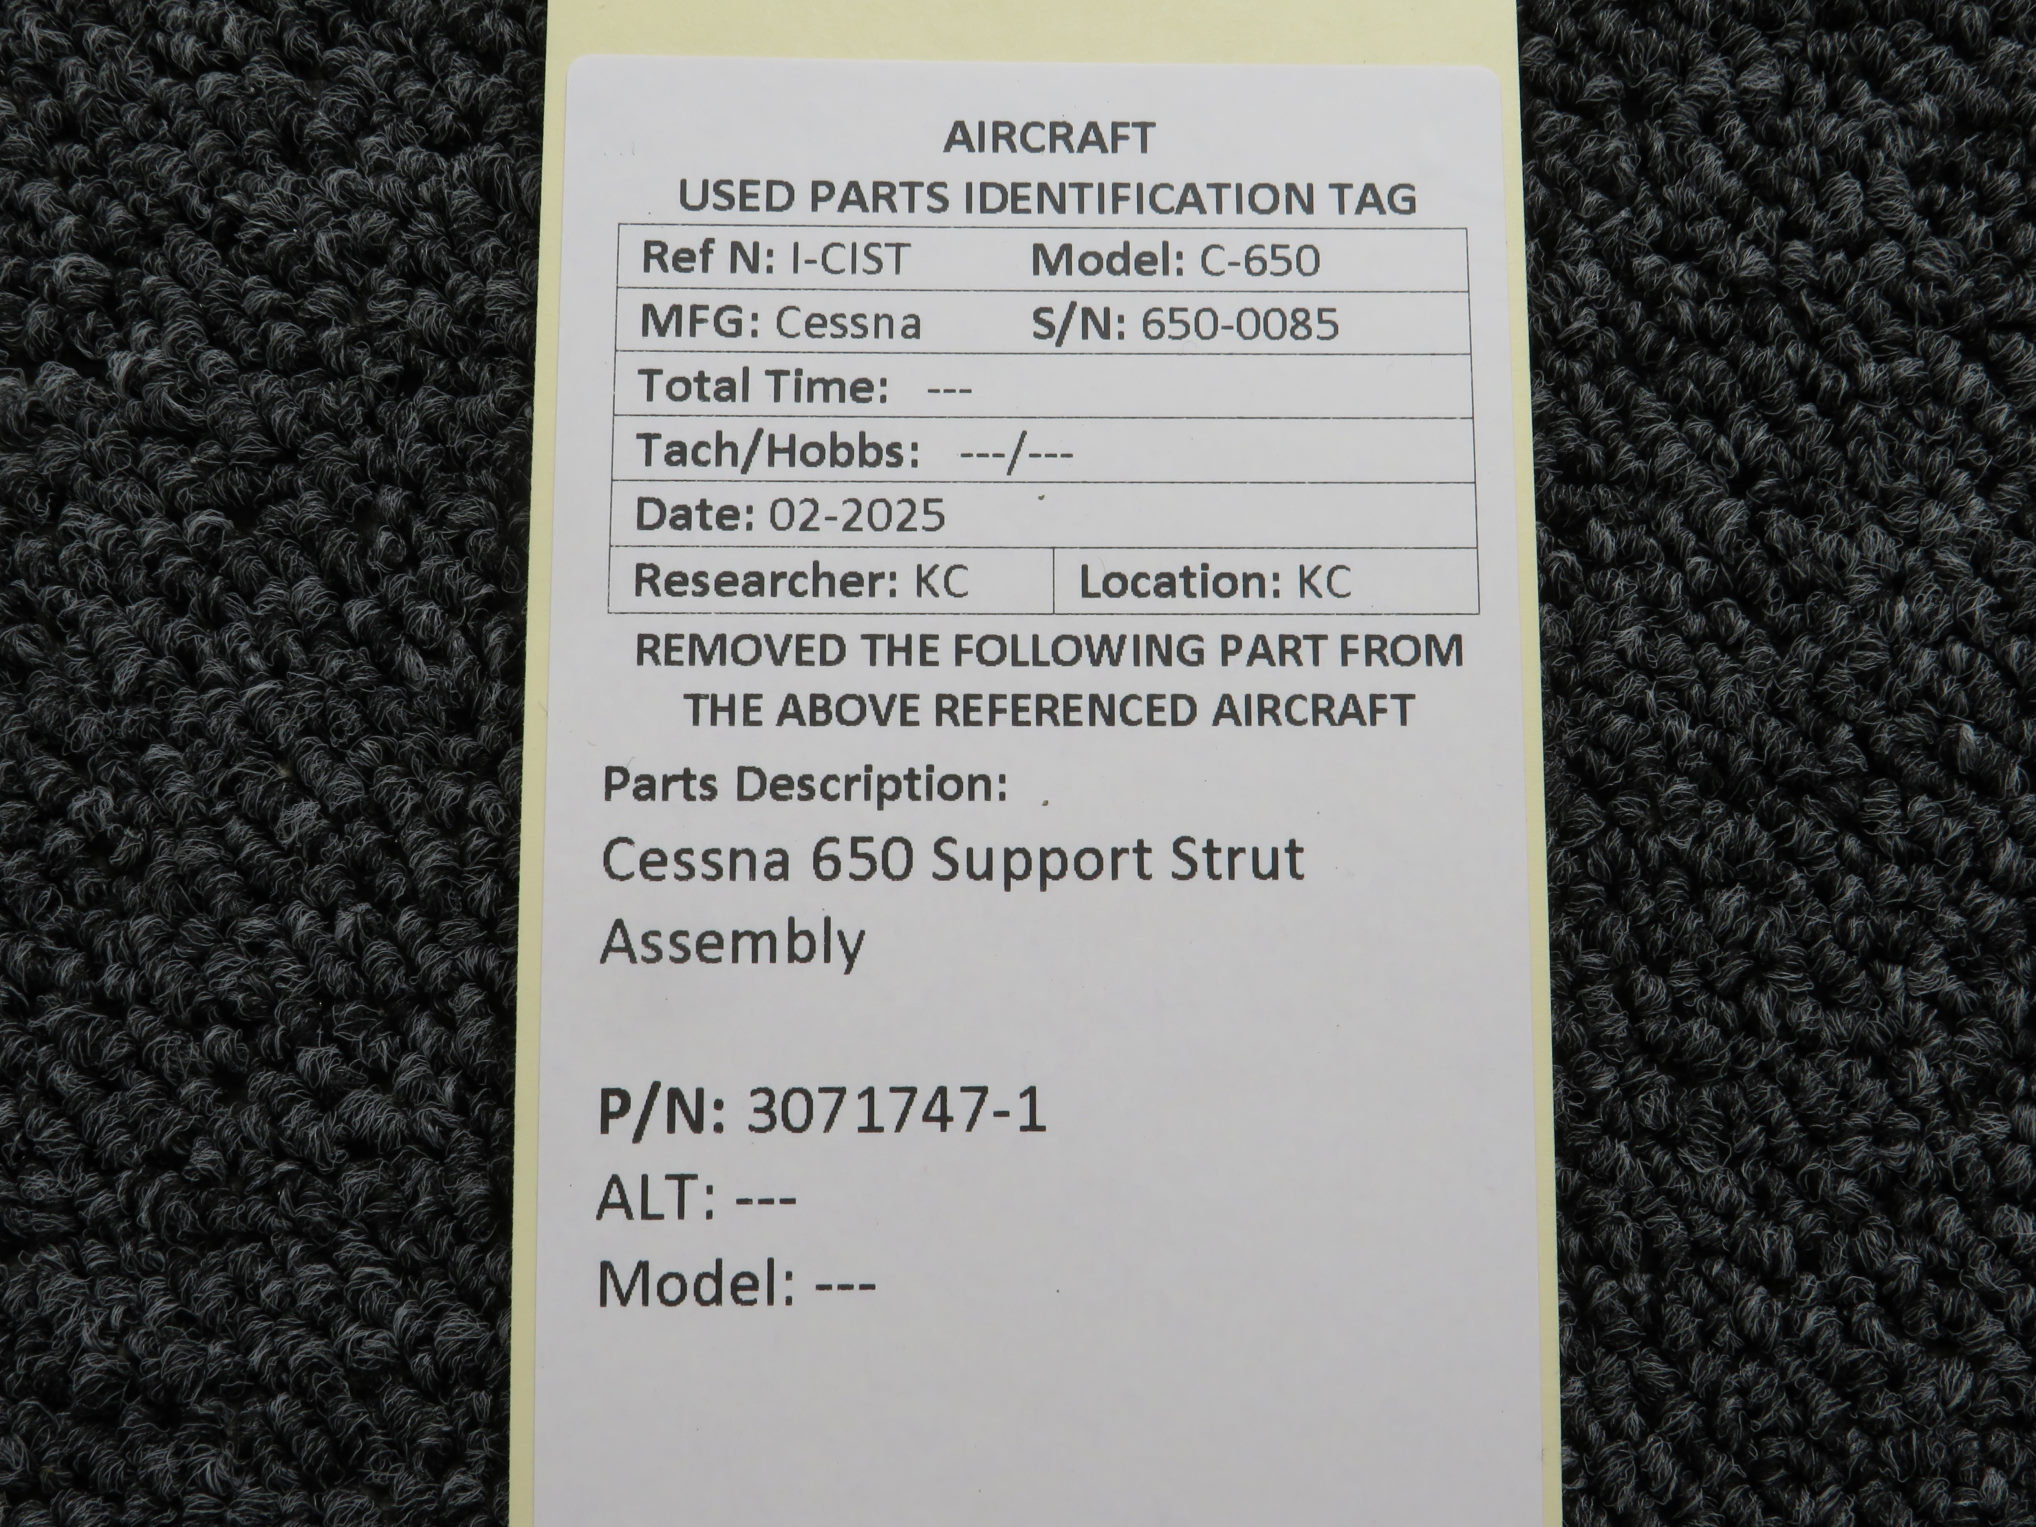 AIRCRAFT
USED PARTS IDENTIFICATION TAG
Ref N: I-CIST Model: C-650
MFG: Cessna S/N: 650-0085
Total Time: ---
Tach/Hobbs: ---/---
Date: 02-2025
Researcher: KC Location: KC
REMOVED THE FOLLOWING PART FROM
THE ABOVE REFERENCED AIRCRAFT
Parts Description:
Cessna 650 Support Strut
Assembly
P/N: 3071747-1
ALT: ---
Model: ---